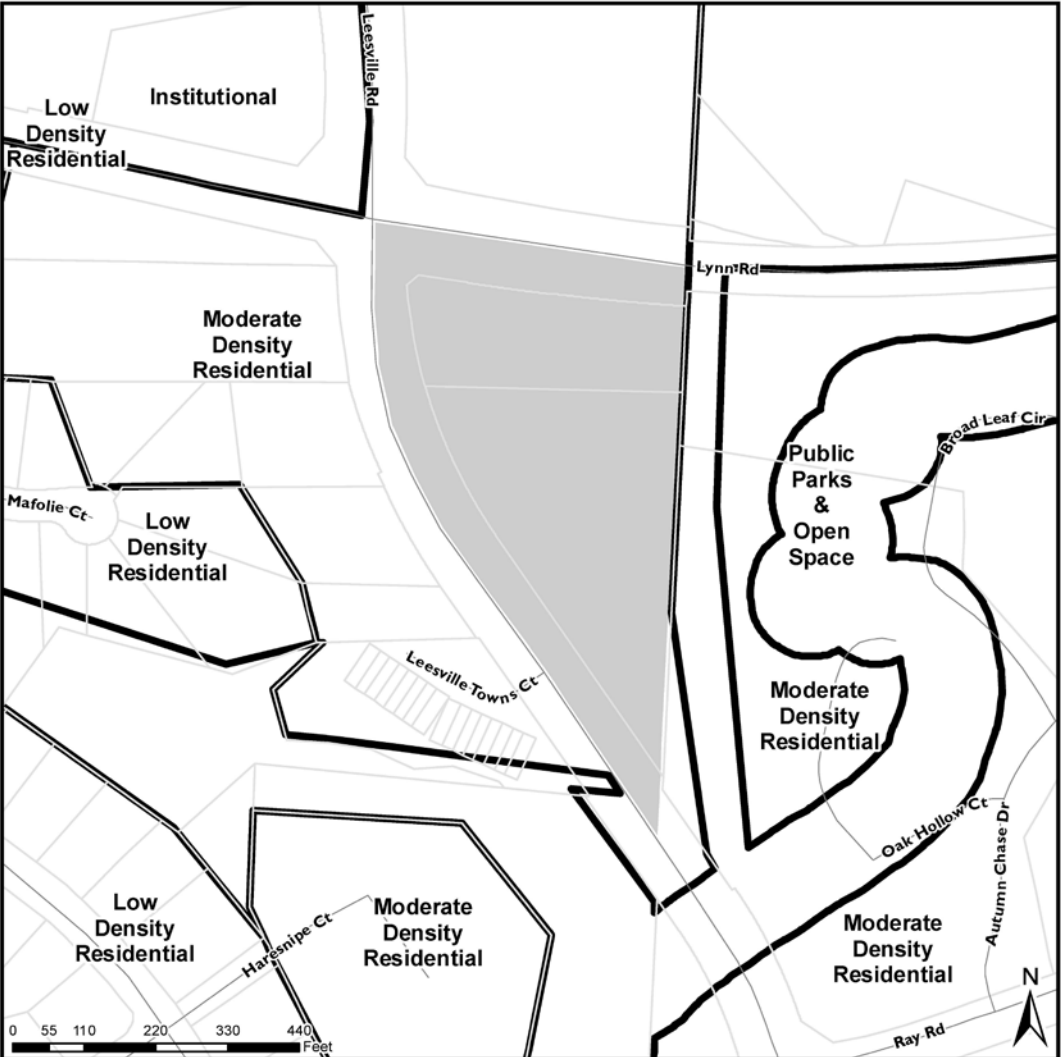 Leesville Rd
Institutional
Low
Density
Residential
Lynn Rd
Moderate
Density
Residential
Broad Leaf Cir
Public
Parks
&
Open
Space
Mafolie Ct
Low
Density
Residential
Leesville Towns Ct
Moderate
Density
Residential
Oak Hollow Ct
Autumn Chase Dr
Low
Density
Residential
Haresnipe Ct
Moderate
Density
Residential
Moderate
Density
Residential
N
Ray Rd
0 55 110 220 330 440
Feet